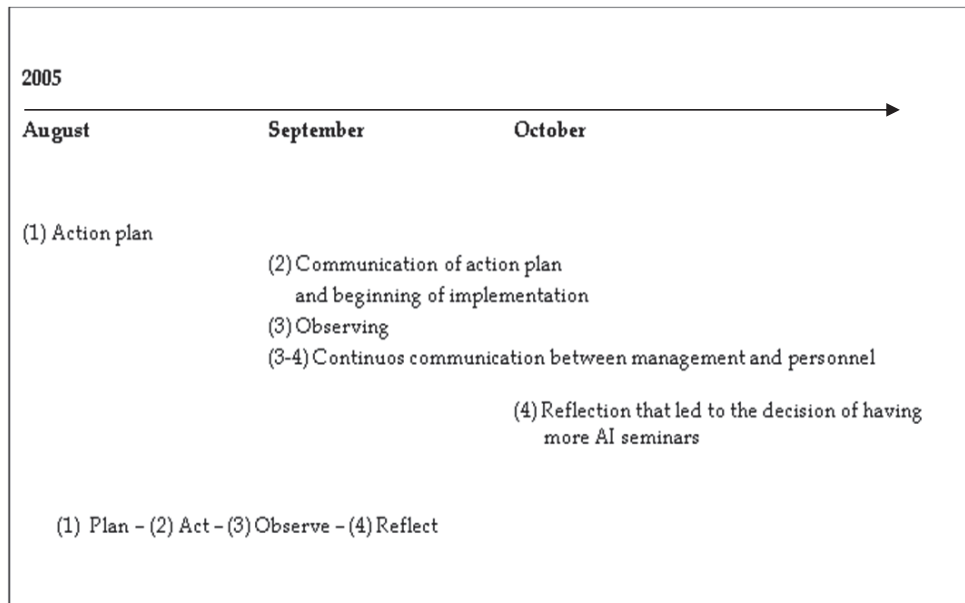 2005
August September October
(1) Action plan
(2) Communication of action plan
and beginning of implementation
(3) Observing
(3-4) Continuos communication between management and personnel
(4) Reflection that led to the decision of having
more AI seminars
(1) Plan – (2) Act – (3) Observe – (4) Reflect